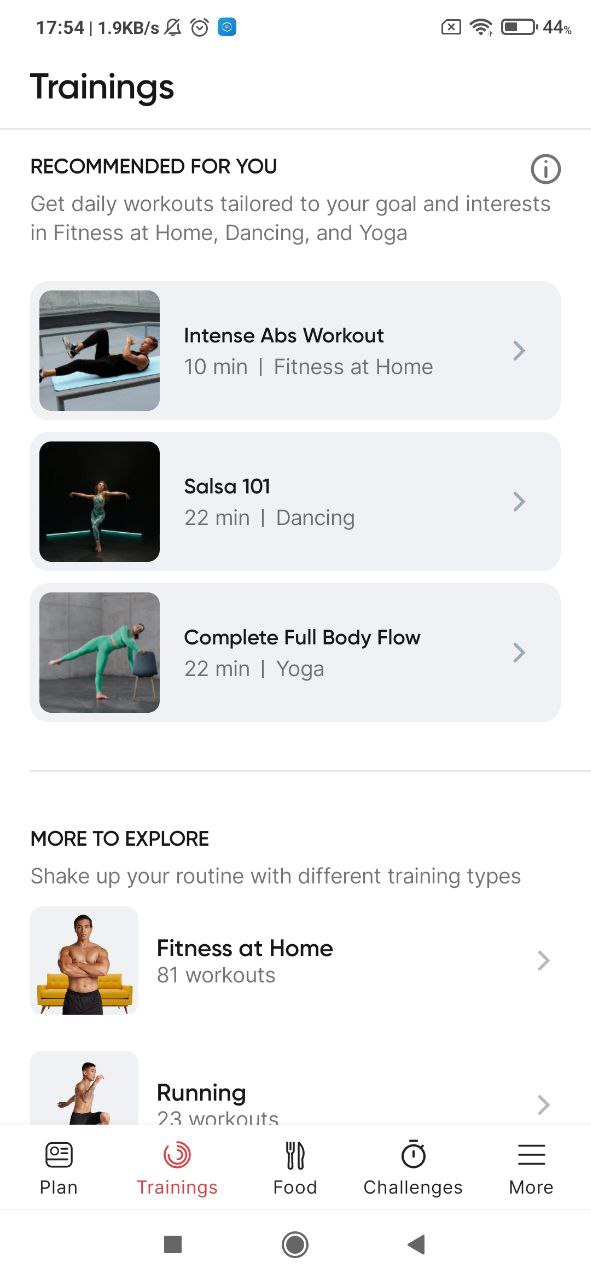 17:54 | 1.9KB/s
44%
Trainings
RECOMMENDED FOR YOU
Get daily workouts tailored to your goal and interests
in Fitness at Home, Dancing, and Yoga
Intense Abs Workout
10 min | Fitness at Home
Salsa 101
22 min | Dancing
Complete Full Body Flow
22 min | Yoga
MORE TO EXPLORE
Shake up your routine with different training types
Fitness at Home
81 workouts
Running
23 workouts
Plan
Trainings
Food
Challenges
More